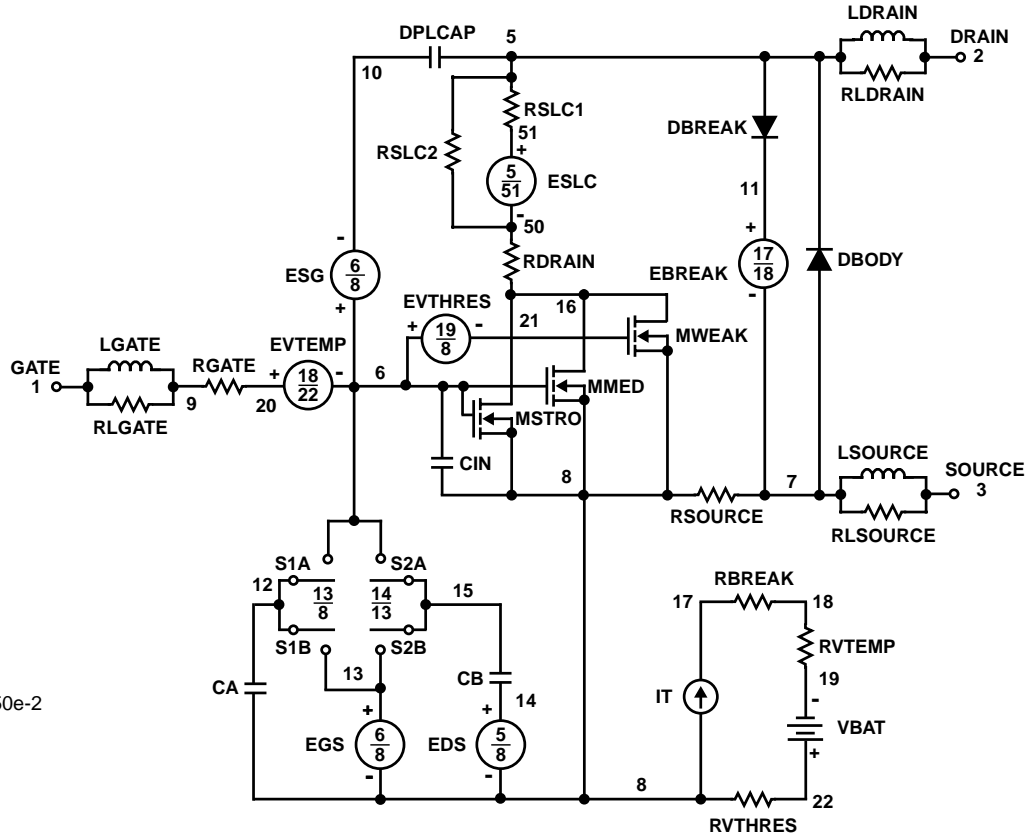 LDRAIN
DPLCAP 5 DRAIN
2
10
RLDRAIN
RSLC1
DBREAK
51
+
RSLC2
5
51
ESLC
11
-
50
+
-
17
18
DBODY
RDRAIN
EBREAK
ESG
6
8
-
+
EVTHRES
16
21
+ 19
8 -
MWEAK
LGATE
EVTEMP
GATE
1
RGATE
+ 18
22 -
6
MMED
9
20
RLGATE
MSTRO
LSOURCE
CIN
8
7
SOURCE
3
RSOURCE
RLSOURCE
S1A
S2A
12
13
8
14
13
15
RBREAK
17
18
S1B
S2B
RVTEMP
13
CA
CB
19
-
IT
14
0e-2
+
+
VBAT
EGS
6
8
EDS
5
8
+
-
-
8
22
RVTHRES